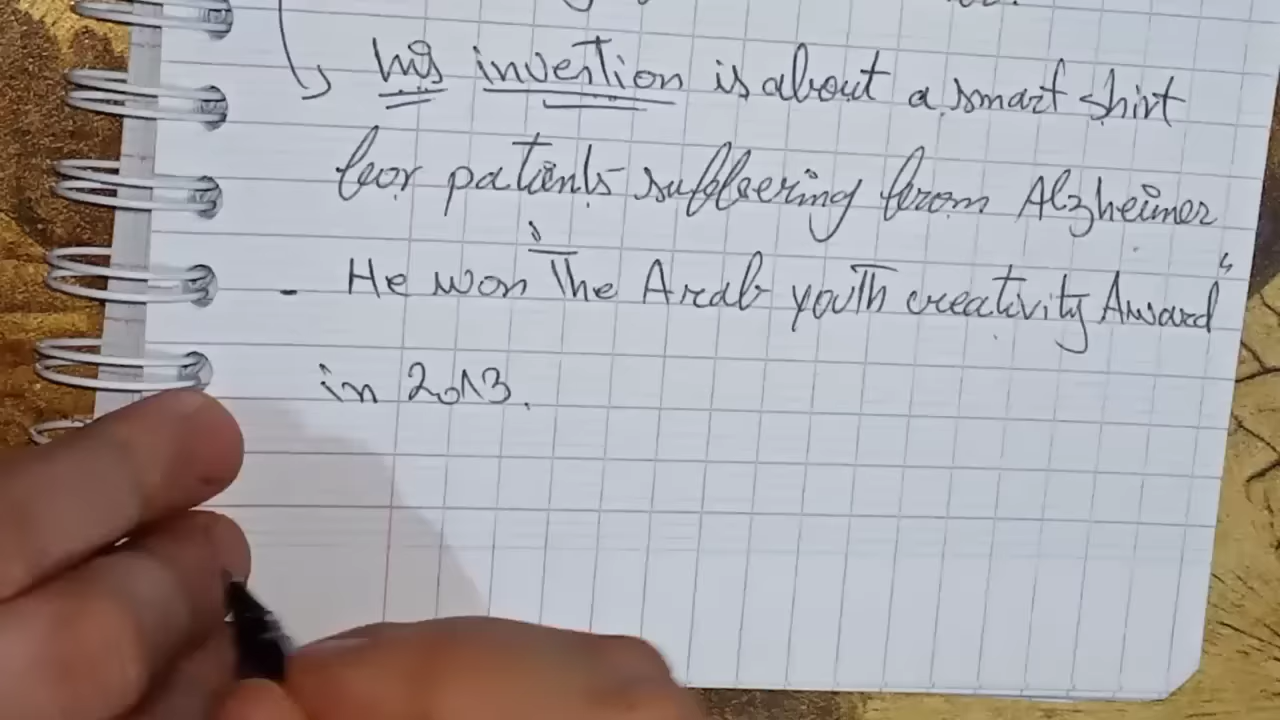 his invention is about a smart shirt
for patients suffering from Alzheimer
- He won "The Arab youth creativity Award"
in 2013.